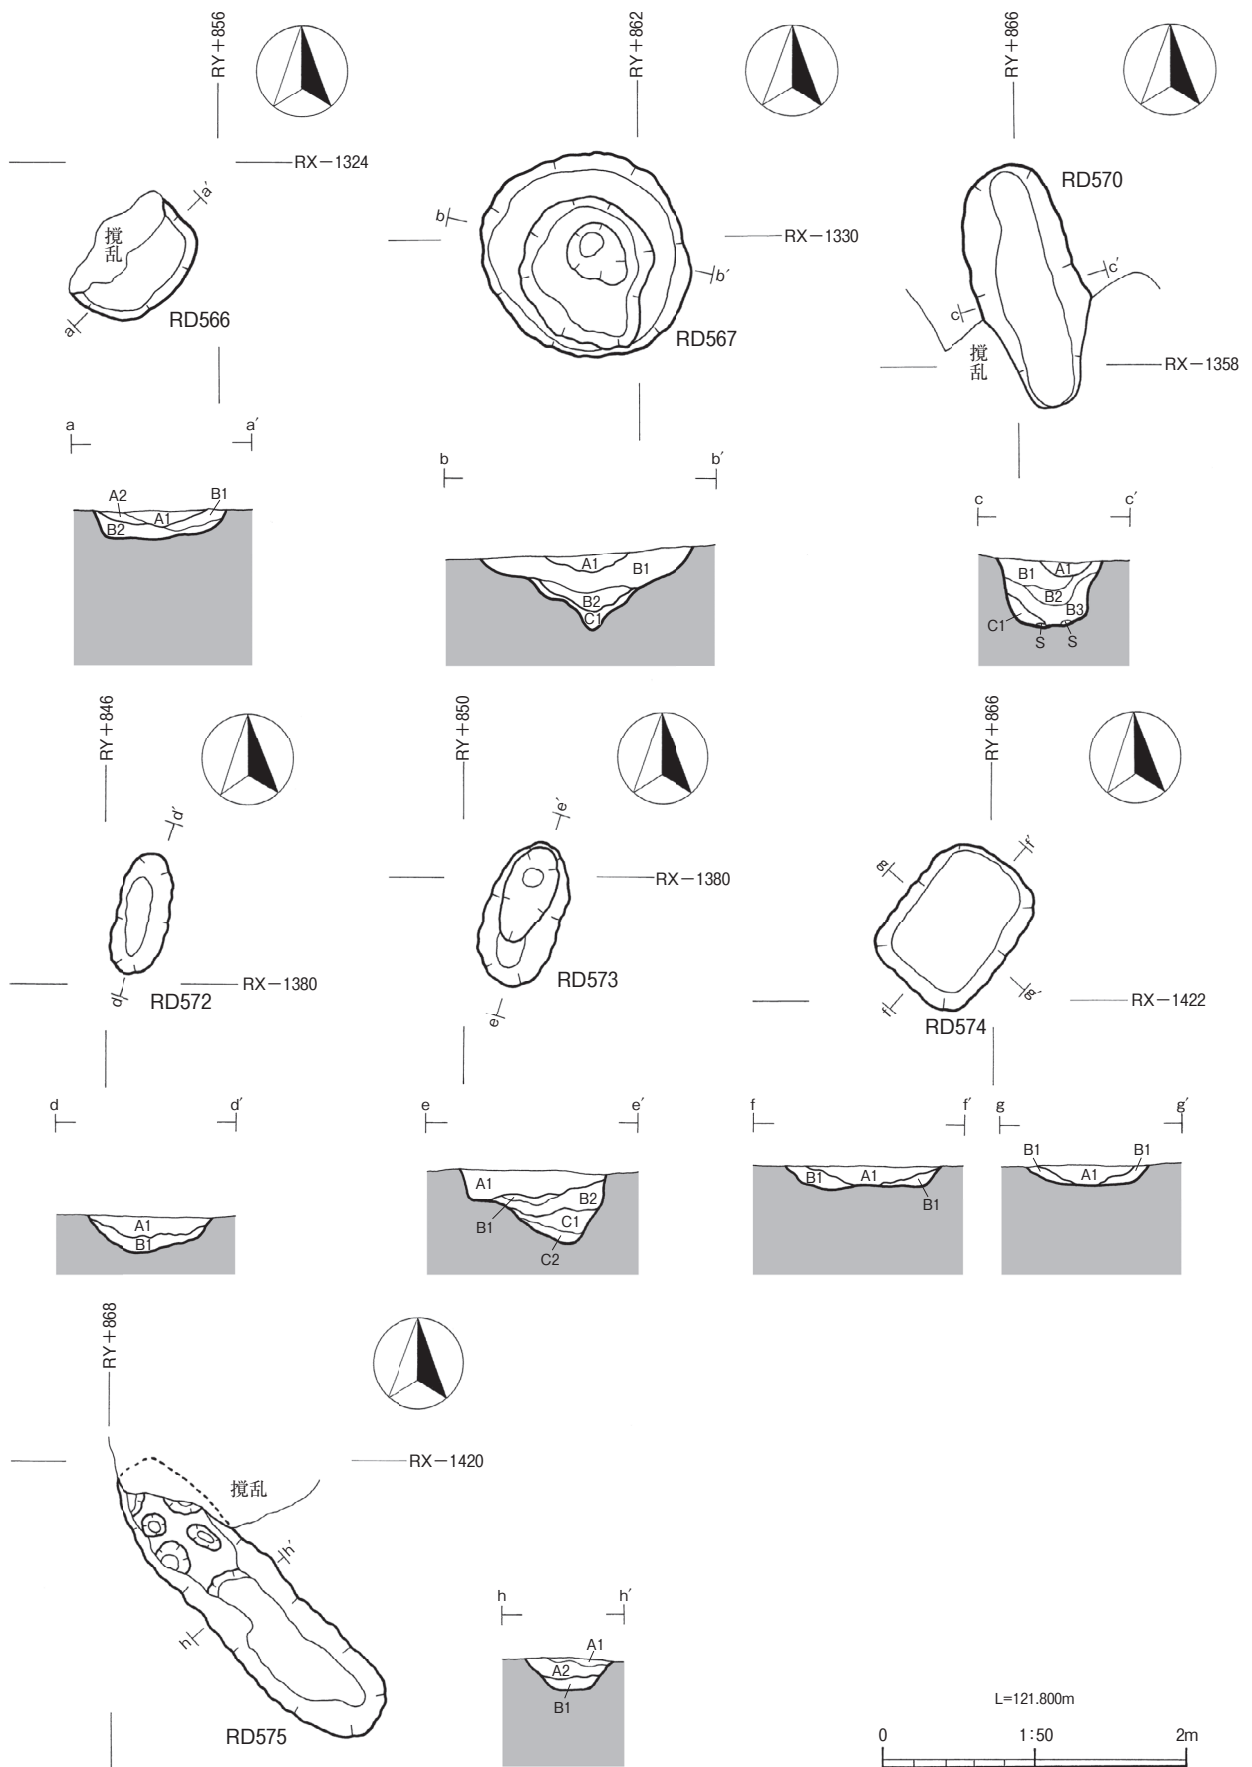 RY+856
RX-1324
撹乱
a
a′
RD566
a
a′
A2
A1
B1
B2
RY+862
RX-1330
b
b′
RD567
b
b′
A1
B1
B2
C1
RY+866
RD570
c′
c
撹乱
RX-1358
c
c′
A1
B1
B2
B3
C1
S
S
RY+846
d′
d
RX-1380
RD572
d
d′
A1
B1
RY+850
e′
RX-1380
RD573
e
e
e′
A1
B2
B1
C1
C2
RY+866
g
f′
f
g′
RX-1422
RD574
f
f′
B1
A1
B1
g
g′
B1
B1
A1
RY+868
RX-1420
撹乱
h′
h
RD575
h
h′
A1
A2
B1
L=121.800m
0
1:50
2m